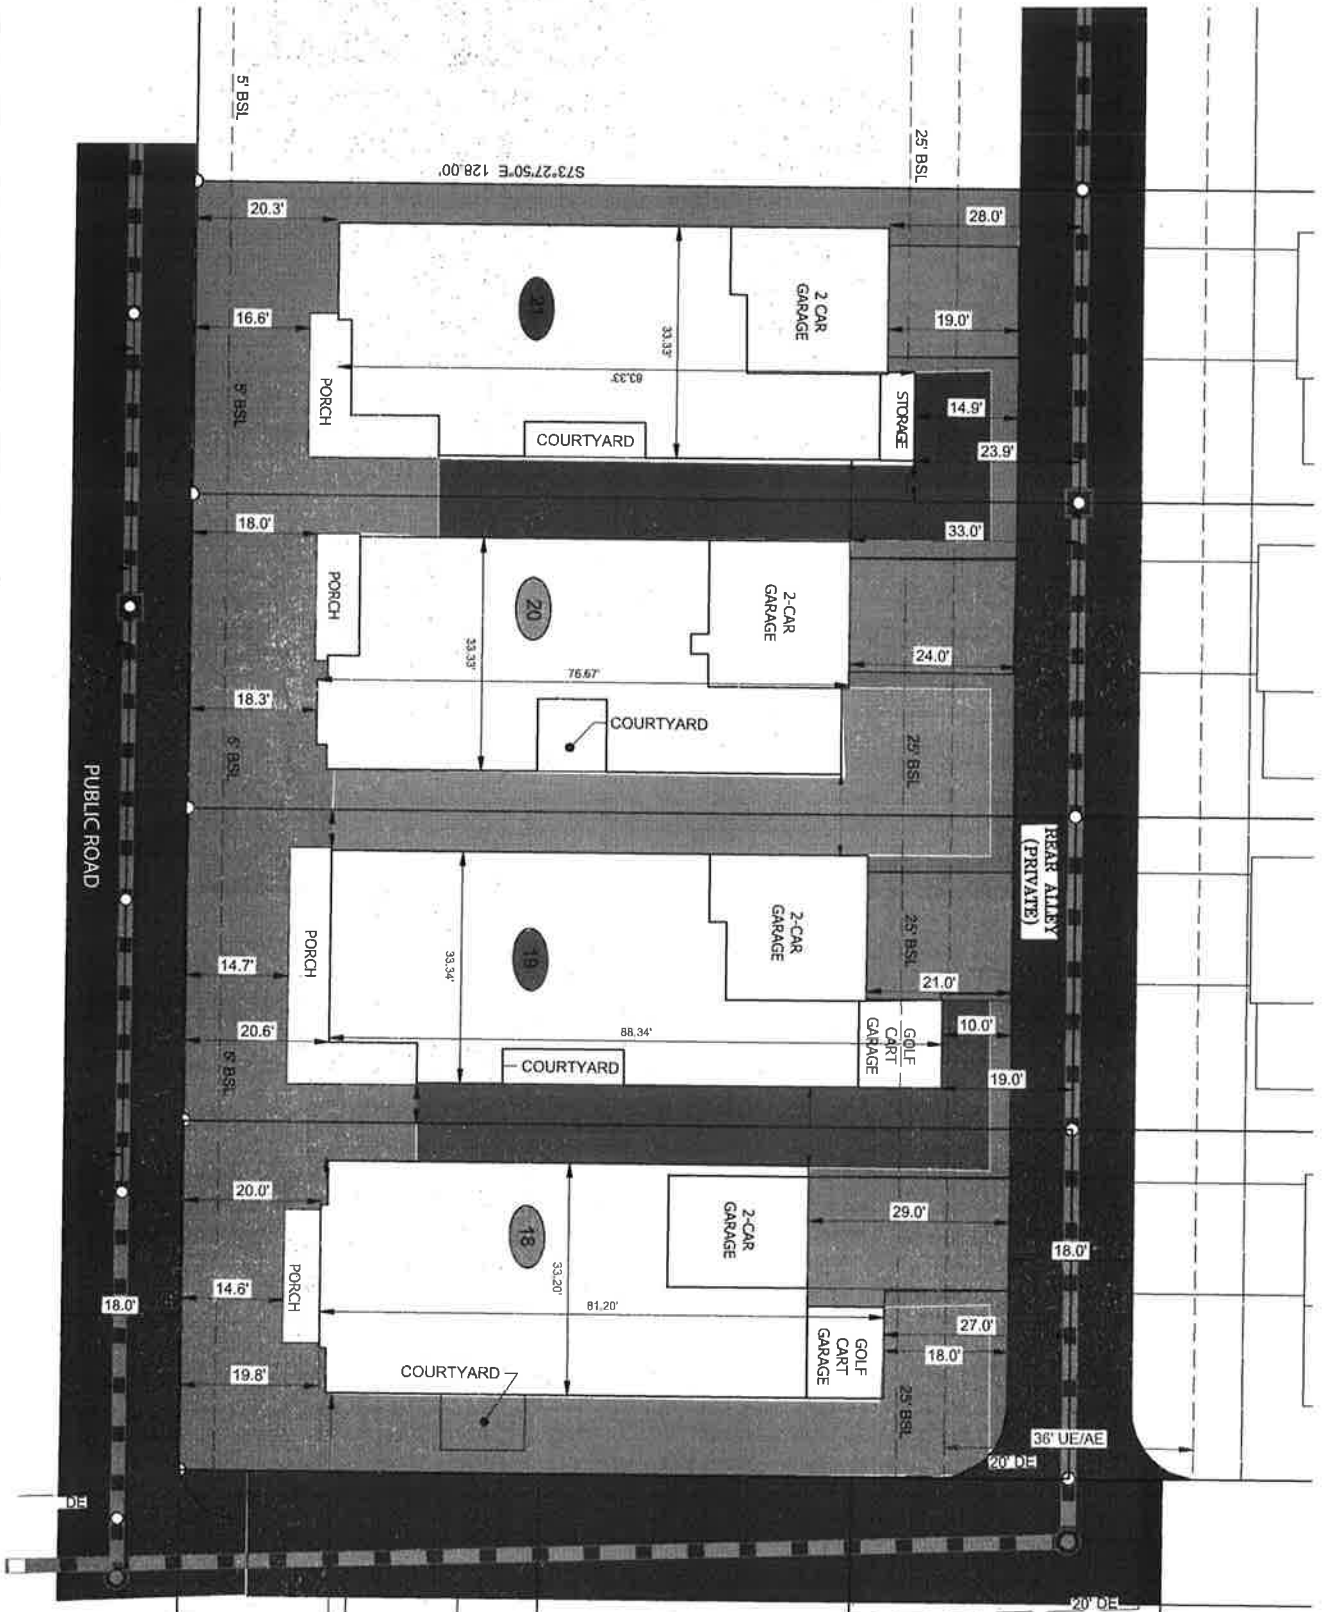 5' BSL
25' BSL
S73°27'50"E 128.00'
20.3'
28.0'
2 CAR
GARAGE
21
16.6'
19.0'
33.33'
83.33'
PORCH
5' BSL
STORAGE
14.9'
COURTYARD
23.9'
18.0'
33.0'
PORCH
20
2-CAR
GARAGE
33.33'
24.0'
76.67'
18.3'
COURTYARD
5' BSL
25' BSL
PUBLIC ROAD
REAR ALLEY
(PRIVATE)
2-CAR
GARAGE
25' BSL
PORCH
19
33.34'
14.7'
21.0'
20.6'
88.34'
GOLF
CART
GARAGE
10.0'
5' BSL
COURTYARD
19.0'
20.0'
2-CAR
GARAGE
29.0'
18
33.20'
18.0'
14.6'
PORCH
18.0'
81.20'
27.0'
GOLF
CART
GARAGE
18.0'
19.8'
COURTYARD
25' BSL
36' UE/AE
20' DE
DE
20' DE